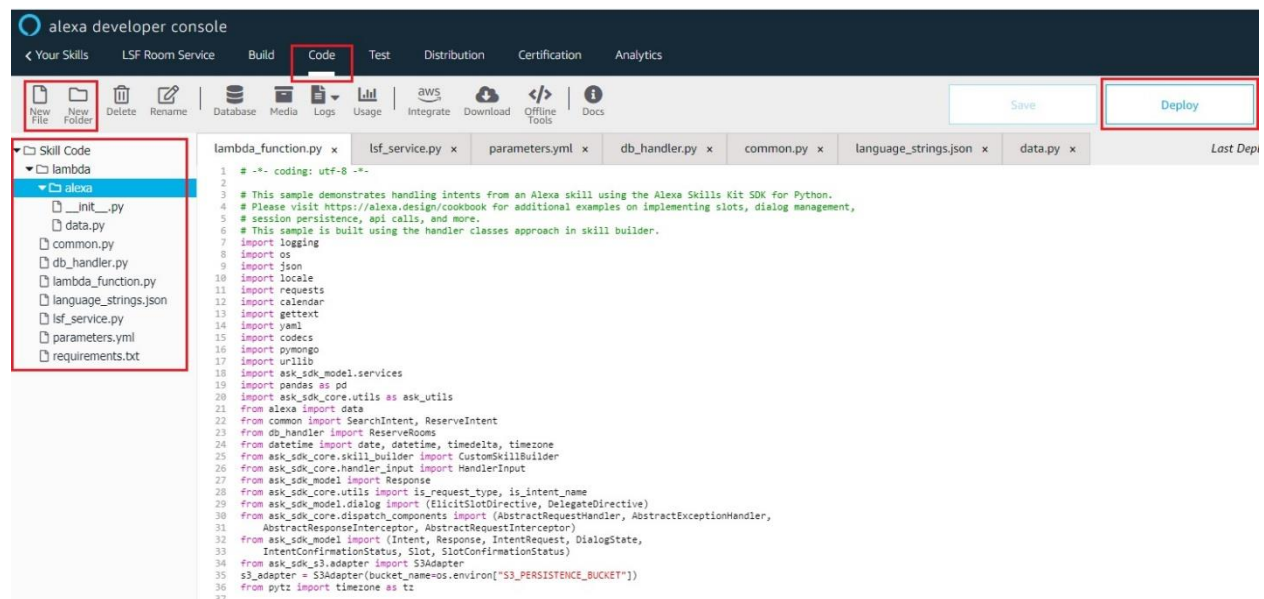 alexa developer console
Your Skills LSF Room Service Build Code Test Distribution Certification Analytics
New File New Folder Delete Rename Database Media Logs Usage aws Integrate Download Offline Tools Docs Save Deploy
Skill Code
lambda
alexa
__init__.py
data.py
common.py
db_handler.py
lambda_function.py
language_strings.json
lsf_service.py
parameters.yml
requirements.txt
lambda_function.py x lsf_service.py x parameters.yml x db_handler.py x common.py x language_strings.json x data.py x Last Dep
1 # -*- coding: utf-8 -*-
2
3 # This sample demonstrates handling intents from an Alexa skill using the Alexa Skills Kit SDK for Python.
4 # Please visit https://alexa.design/cookbook for additional examples on implementing slots, dialog management,
5 # session persistence, api calls, and more.
6 # This sample is built using the handler classes approach in skill builder.
7 import logging
8 import os
9 import json
10 import locale
11 import requests
12 import calendar
13 import gettext
14 import yaml
15 import codecs
16 import pymongo
17 import urllib
18 import ask_sdk_model.services
19 import pandas as pd
20 import ask_sdk_core.utils as ask_utils
21 from alexa import data
22 from common import SearchIntent, ReserveIntent
23 from db_handler import ReserveRooms
24 from datetime import date, datetime, timedelta, timezone
25 from ask_sdk_core.skill_builder import CustomSkillBuilder
26 from ask_sdk_core.handler_input import HandlerInput
27 from ask_sdk_model import Response
28 from ask_sdk_core.utils import is_request_type, is_intent_name
29 from ask_sdk_model.dialog import (ElicitSlotDirective, DelegateDirective)
30 from ask_sdk_core.dispatch_components import (AbstractRequestHandler, AbstractExceptionHandler,
31 AbstractResponseInterceptor, AbstractRequestInterceptor)
32 from ask_sdk_model import (Intent, Response, IntentRequest, DialogState,
33 IntentConfirmationStatus, Slot, SlotConfirmationStatus)
34 from ask_sdk_s3.adapter import S3Adapter
35 s3_adapter = S3Adapter(bucket_name=os.environ["S3_PERSISTENCE_BUCKET"])
36 from pytz import timezone as tz